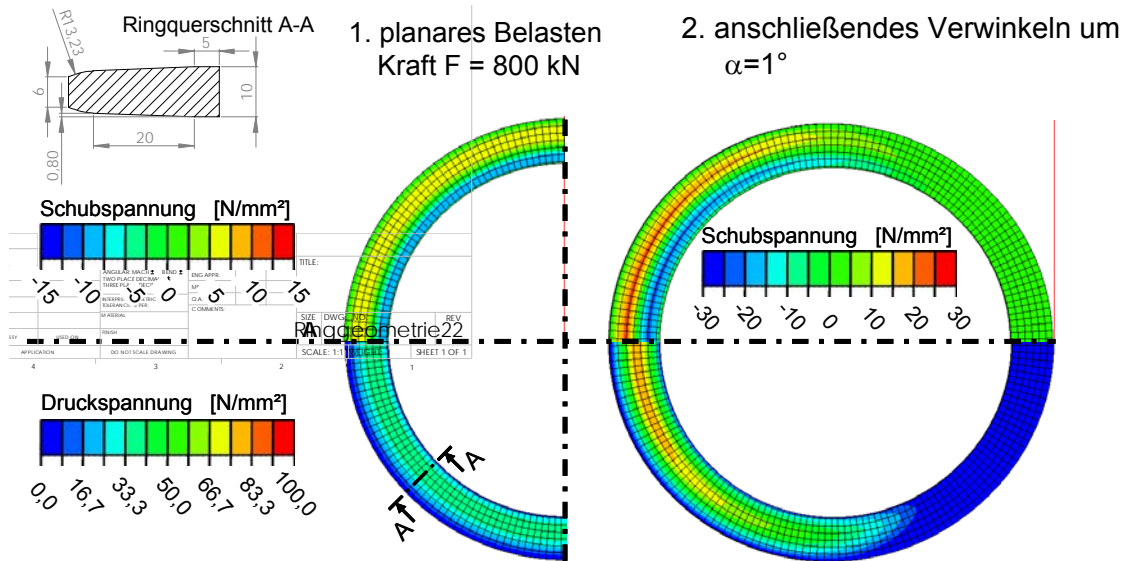 Ringquerschnitt A-A
R13,23
5
6
10
20
0,80
1. planares Belasten
Kraft F = 800 kN
2. anschließendes Verwinkeln um
α=1°
Schubspannung [N/mm²]
-15 -10 -5 0 5 10 15
Schubspannung [N/mm²]
-30 -20 -10 0 10 20 30
TITLE:
ENG APPR.
Q.A.
COMMENTS:
MATERIAL
FINISH
USED ON
APPLICATION
DO NOT SCALE DRAWING
SIZE DWG. NO. REV
A
Ringgeometrie22
SCALE: 1:1
SHEET 1 OF 1
4 3 2 1
Druckspannung [N/mm²]
0,0 16,7 33,3 50,0 66,7 83,3 100,0
A
A